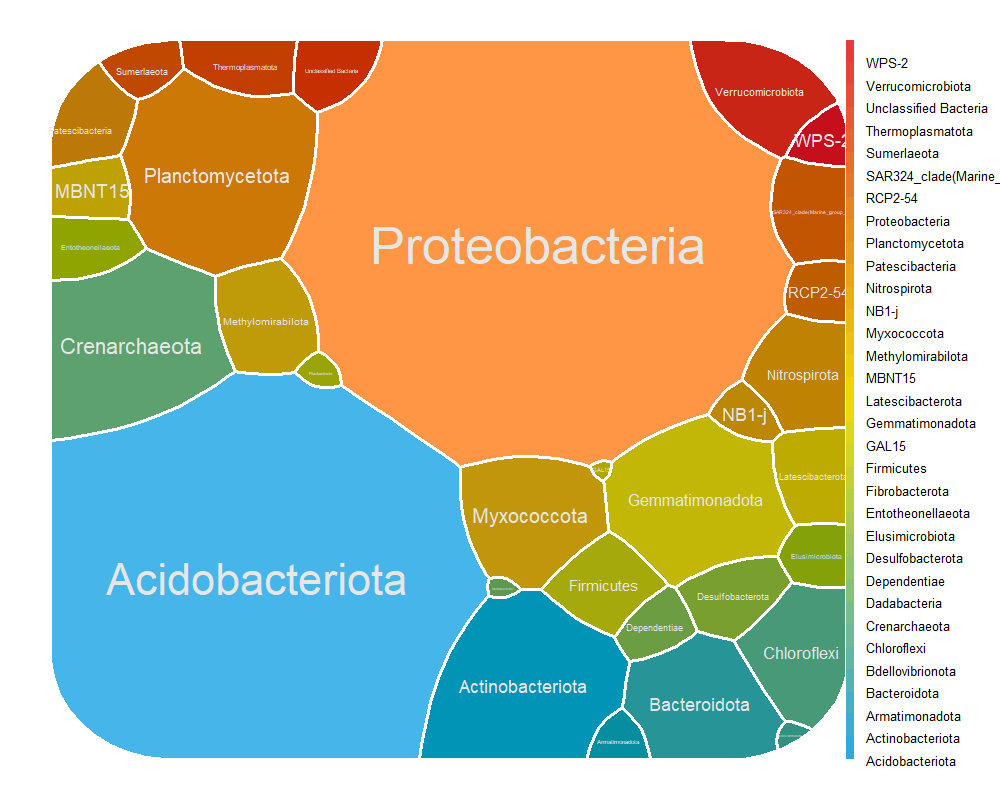 Sumerlaeota
Thermoplasmatota
Unclassified Bacteria
Verrucomicrobiota
atescibacteria
WPS-2
Planctomycetota
MBNT15
SAR324_clade(Marine_group_
Proteobacteria
Entotheonellaeota
RCP2-54
Methylomirabilota
Crenarchaeota
Nitrospirota
NB1-j
GAL15
Latescibacterota
Gemmatimonadota
Myxococcota
Elusimicrobiota
Acidobacteriota
Firmicutes
Desulfobacterota
Dependentiae
Chloroflexi
Actinobacteriota
Bacteroidota
Armatimonadota
WPS-2
Verrucomicrobiota
Unclassified Bacteria
Thermoplasmatota
Sumerlaeota
SAR324_clade(Marine_
RCP2-54
Proteobacteria
Planctomycetota
Patescibacteria
Nitrospirota
NB1-j
Myxococcota
Methylomirabilota
MBNT15
Latescibacterota
Gemmatimonadota
GAL15
Firmicutes
Fibrobacterota
Entotheonellaeota
Elusimicrobiota
Desulfobacterota
Dependentiae
Dadabacteria
Crenarchaeota
Chloroflexi
Bdellovibrionota
Bacteroidota
Armatimonadota
Actinobacteriota
Acidobacteriota